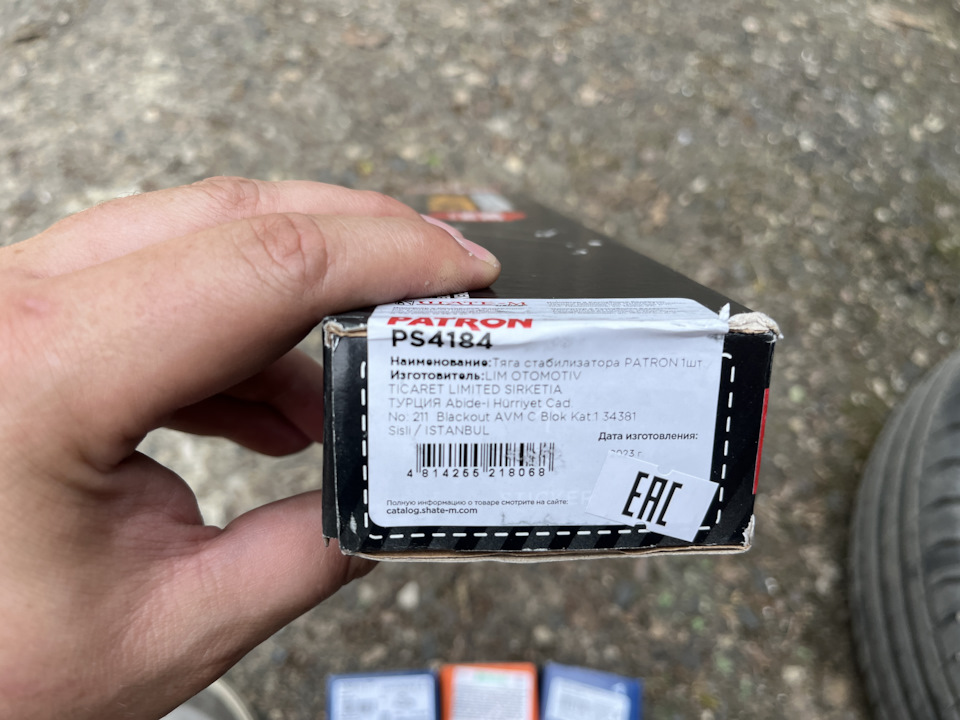 PATRON
PS4184
Наименование:Тяга стабилизатора PATRON 1шт.
Изготовитель:LIM OTOMOTIV
TICARET LIMITED SIRKETIA
ТУРЦИЯ Abide-i Hürriyet Cad:
No: 211 Blackout AVM C Blok Kat:1 34381
Sisli / ISTANBUL
Дата изготовления:
2023 г.
4 814255 218068
Полную информацию о товаре смотрите на сайте:
catalog.shate-m.com
EAC